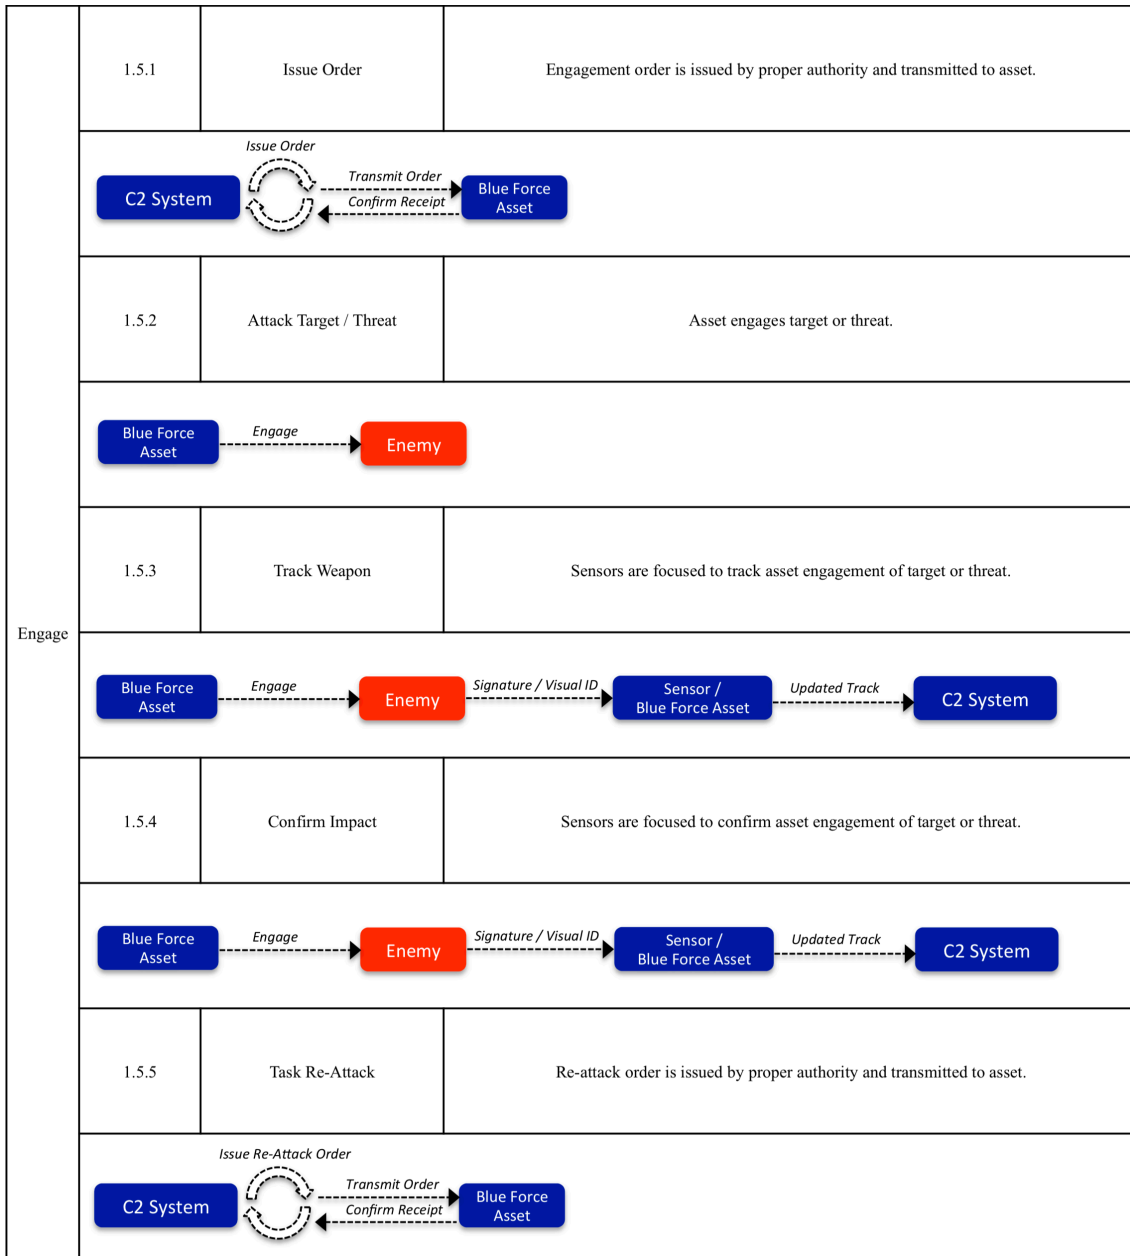 Engage
1.5.1
Issue Order
Engagement order is issued by proper authority and transmitted to asset.
Issue Order
C2 System
Transmit Order
Confirm Receipt
Blue Force
Asset
1.5.2
Attack Target / Threat
Asset engages target or threat.
Blue Force
Asset
Engage
Enemy
1.5.3
Track Weapon
Sensors are focused to track asset engagement of target or threat.
Blue Force
Asset
Engage
Enemy
Signature / Visual ID
Sensor /
Blue Force Asset
Updated Track
C2 System
1.5.4
Confirm Impact
Sensors are focused to confirm asset engagement of target or threat.
Blue Force
Asset
Engage
Enemy
Signature / Visual ID
Sensor /
Blue Force Asset
Updated Track
C2 System
1.5.5
Task Re-Attack
Re-attack order is issued by proper authority and transmitted to asset.
Issue Re-Attack Order
C2 System
Transmit Order
Confirm Receipt
Blue Force
Asset